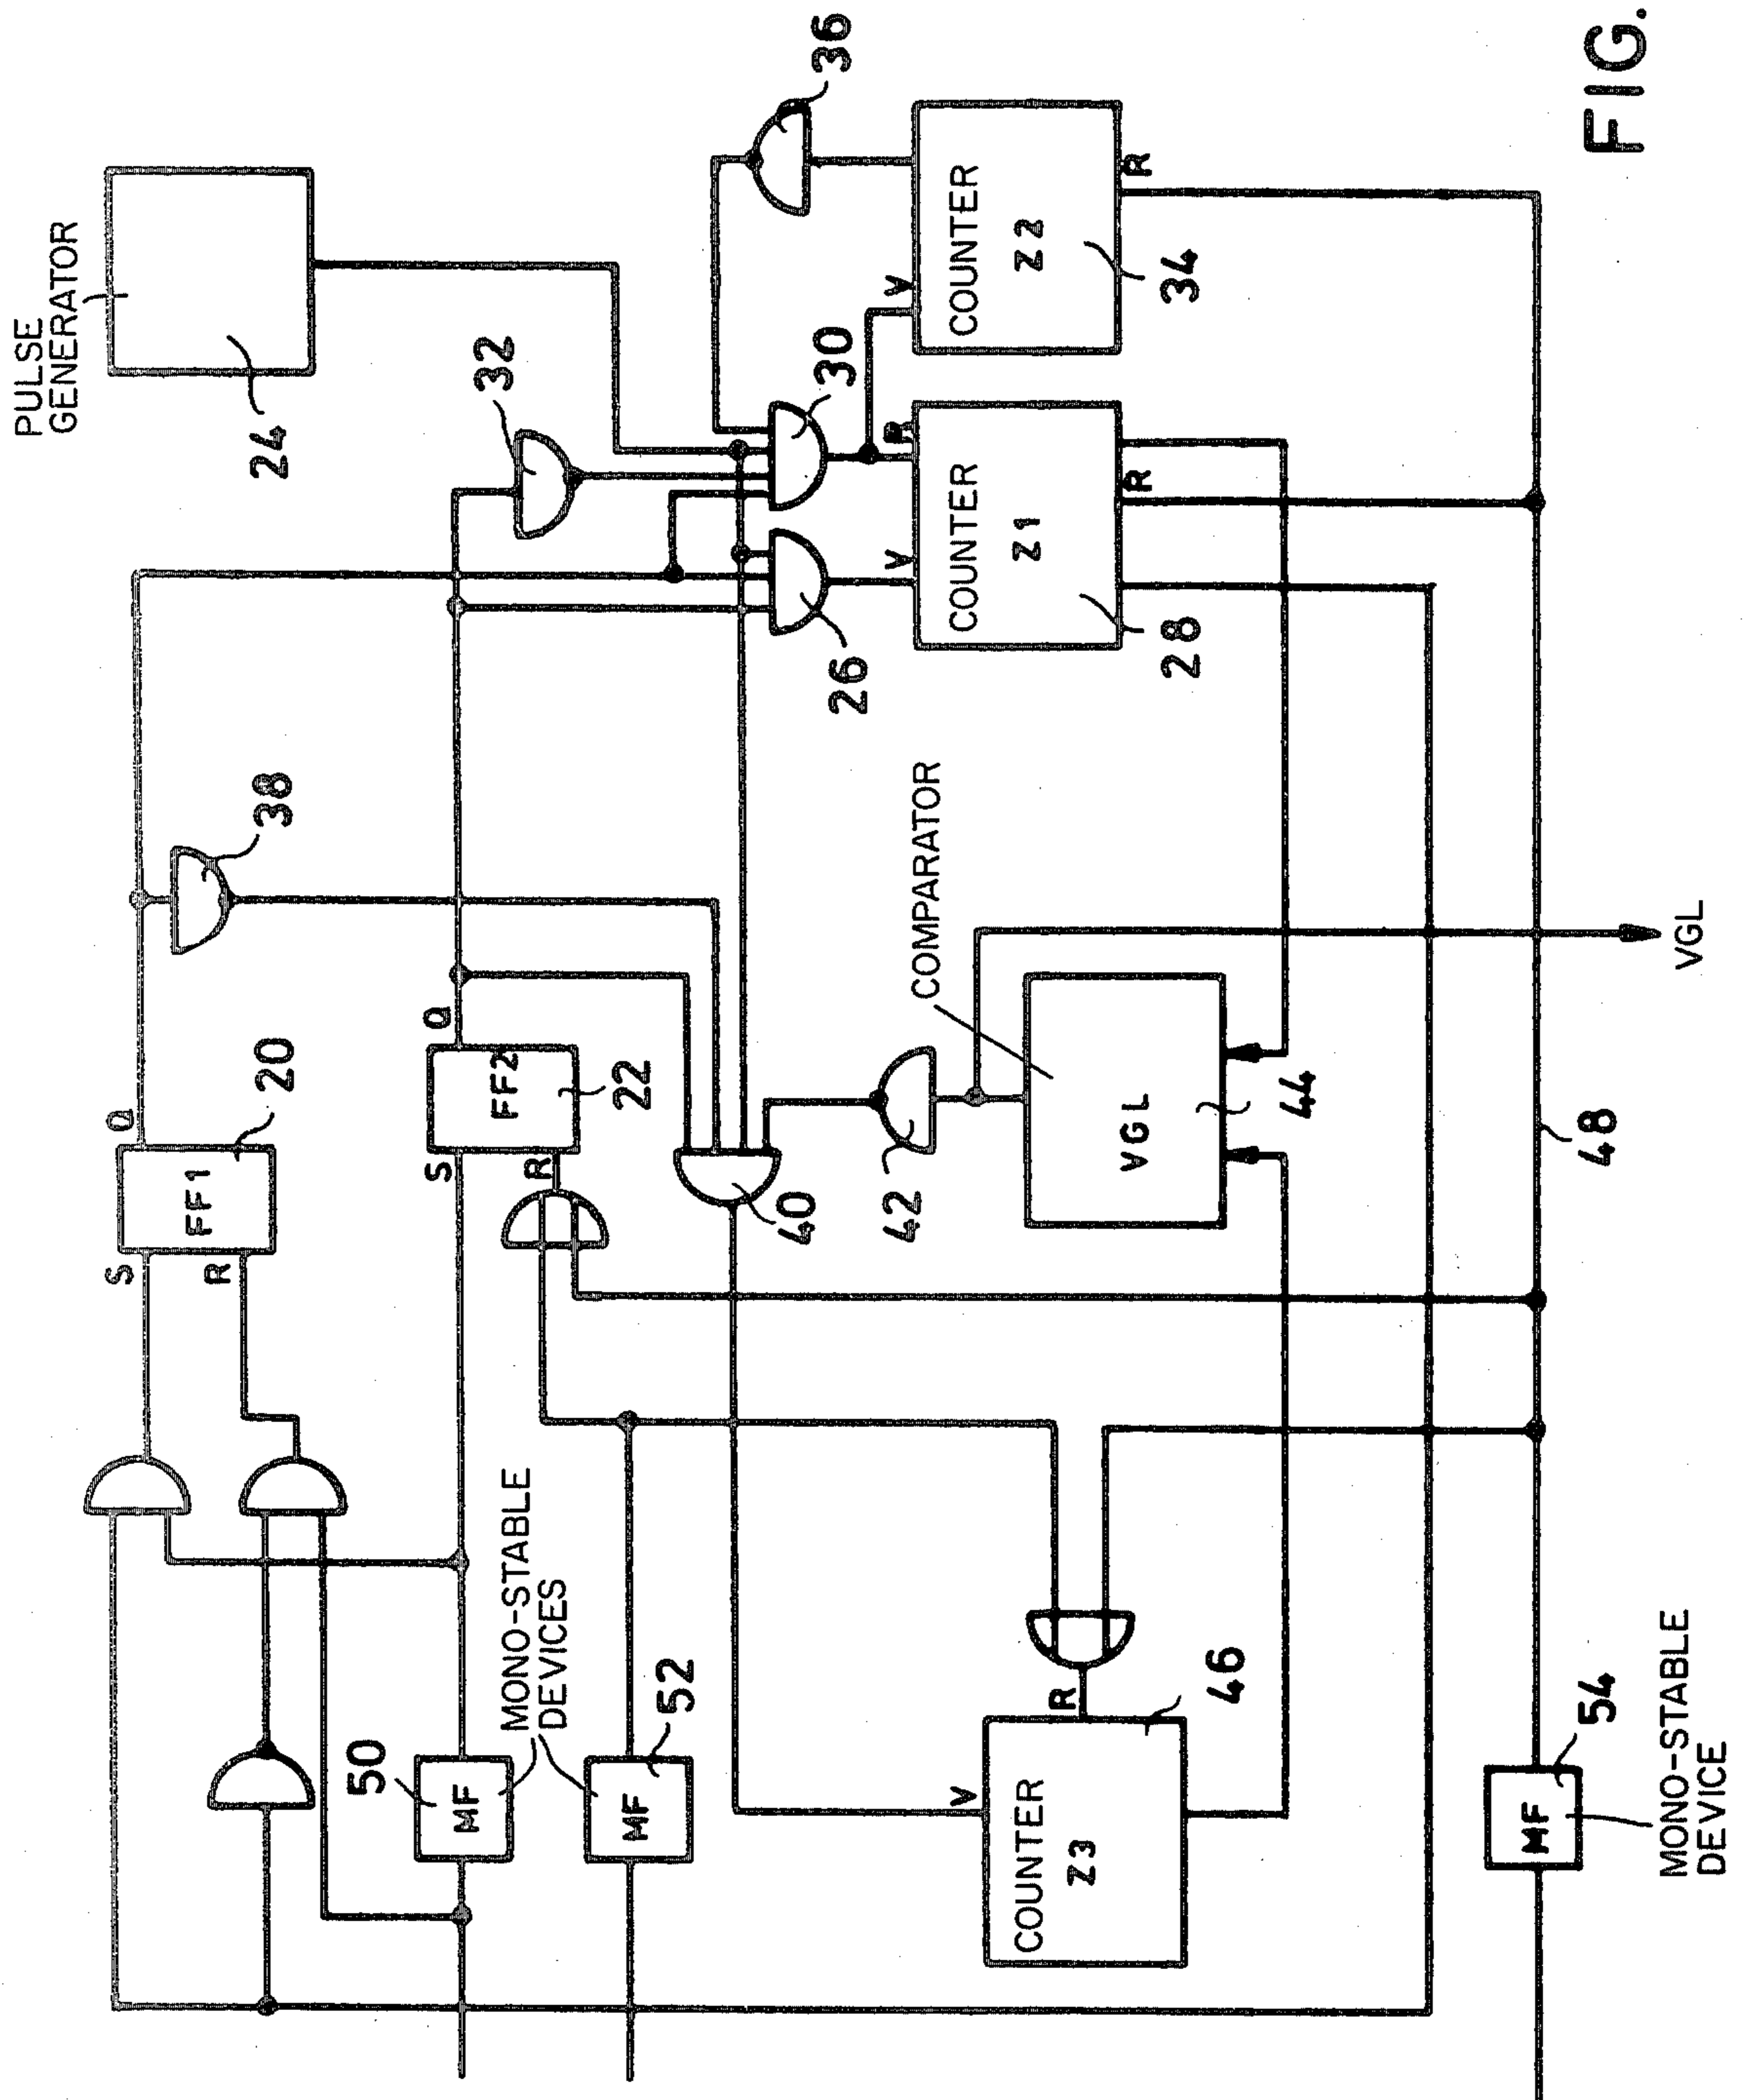 PULSE
GENERATOR
24
32
36
30
R
V
COUNTER
Z2
34
R
26
V
COUNTER
Z1
28
R
38
Q
20
FF1
S
R
Q
FF2
22
S
R
40
42
COMPARATOR
VGL
44
VGL
48
MONO-STABLE
DEVICES
50
MF
52
MF
V
COUNTER
Z3
R
46
MF
54
MONO-STABLE
DEVICE
FIG.